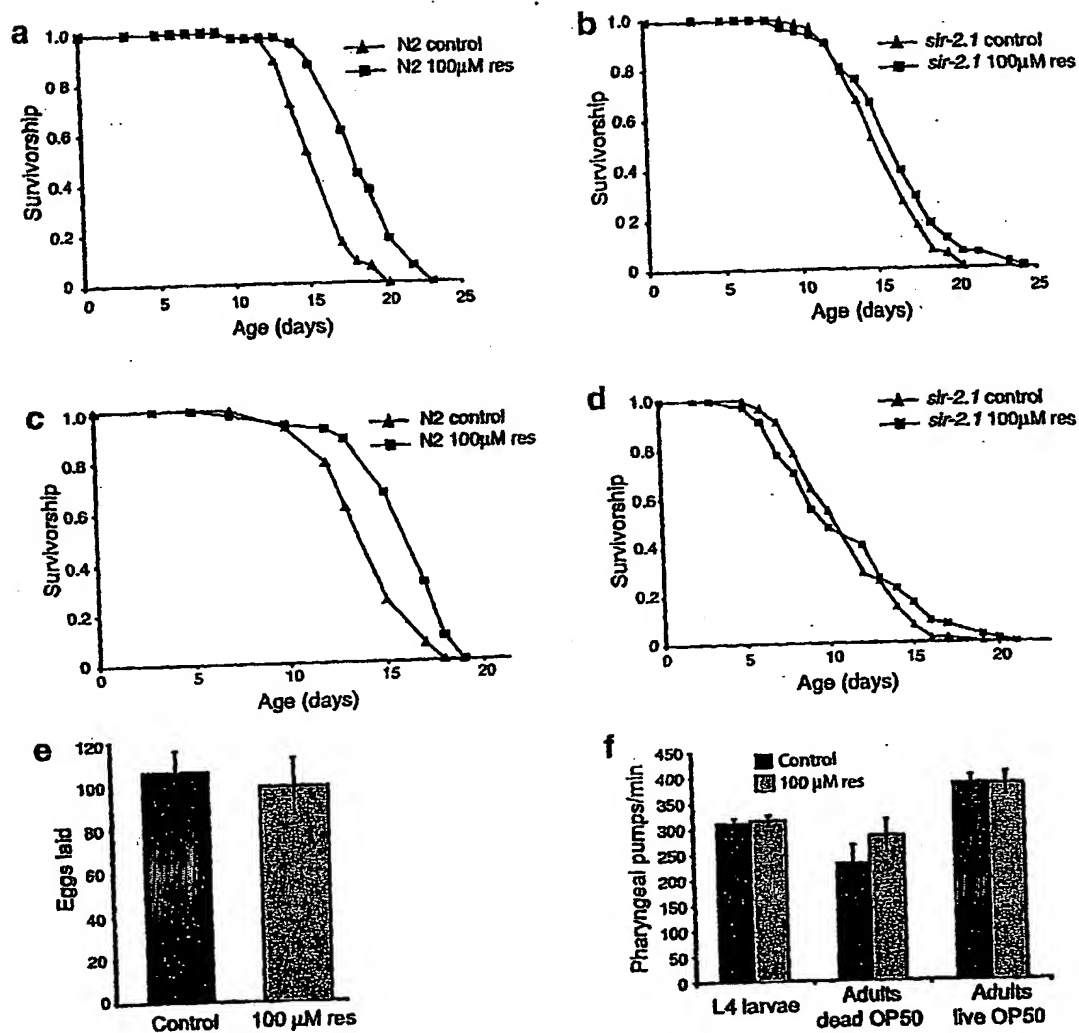 a
N2 control
N2 100µM res
Survivorship
1.0
0.8
0.6
0.4
0.2
0
0 5 10 15 20 25
Age (days)
b
sir-2.1 control
sir-2.1 100µM res
Survivorship
1.0
0.8
0.6
0.4
0.2
0
0 5 10 15 20 25
Age (days)
c
N2 control
N2 100µM res
Survivorship
1.0
0.8
0.6
0.4
0.2
0
0 5 10 15 20
Age (days)
d
sir-2.1 control
sir-2.1 100µM res
Survivorship
1.0
0.8
0.6
0.4
0.2
0
0 5 10 15 20
Age (days)
e
Eggs laid
120
100
80
60
40
20
0
Control 100 µM res
f
Control
100 µM res
Pharyngeal pumps/min
450
400
350
300
250
200
150
100
50
0
L4 larvae Adults Adults
dead OP50 live OP50